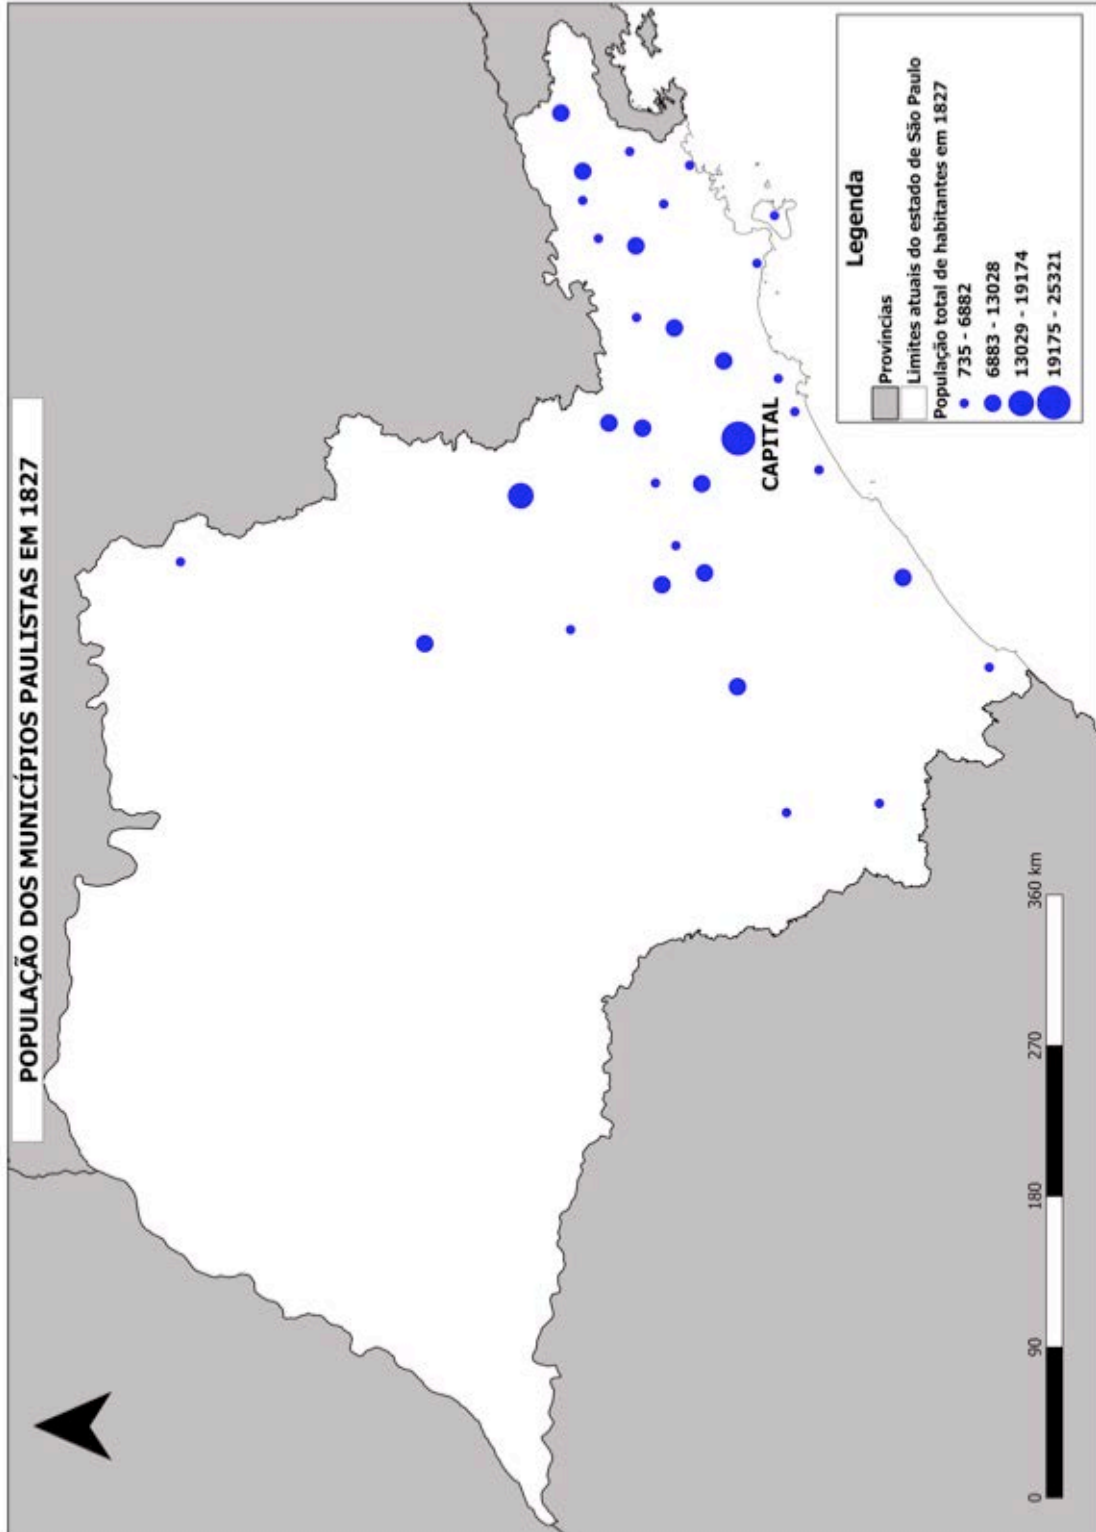 POPULAÇÃO DOS MUNICÍPIOS PAULISTAS EM 1827
CAPITAL
Legenda
Províncias
Limites atuais do estado de São Paulo
População total de habitantes em 1827
735 - 6882
6883 - 13028
13029 - 19174
19175 - 25321
0 90 180 270 360 km